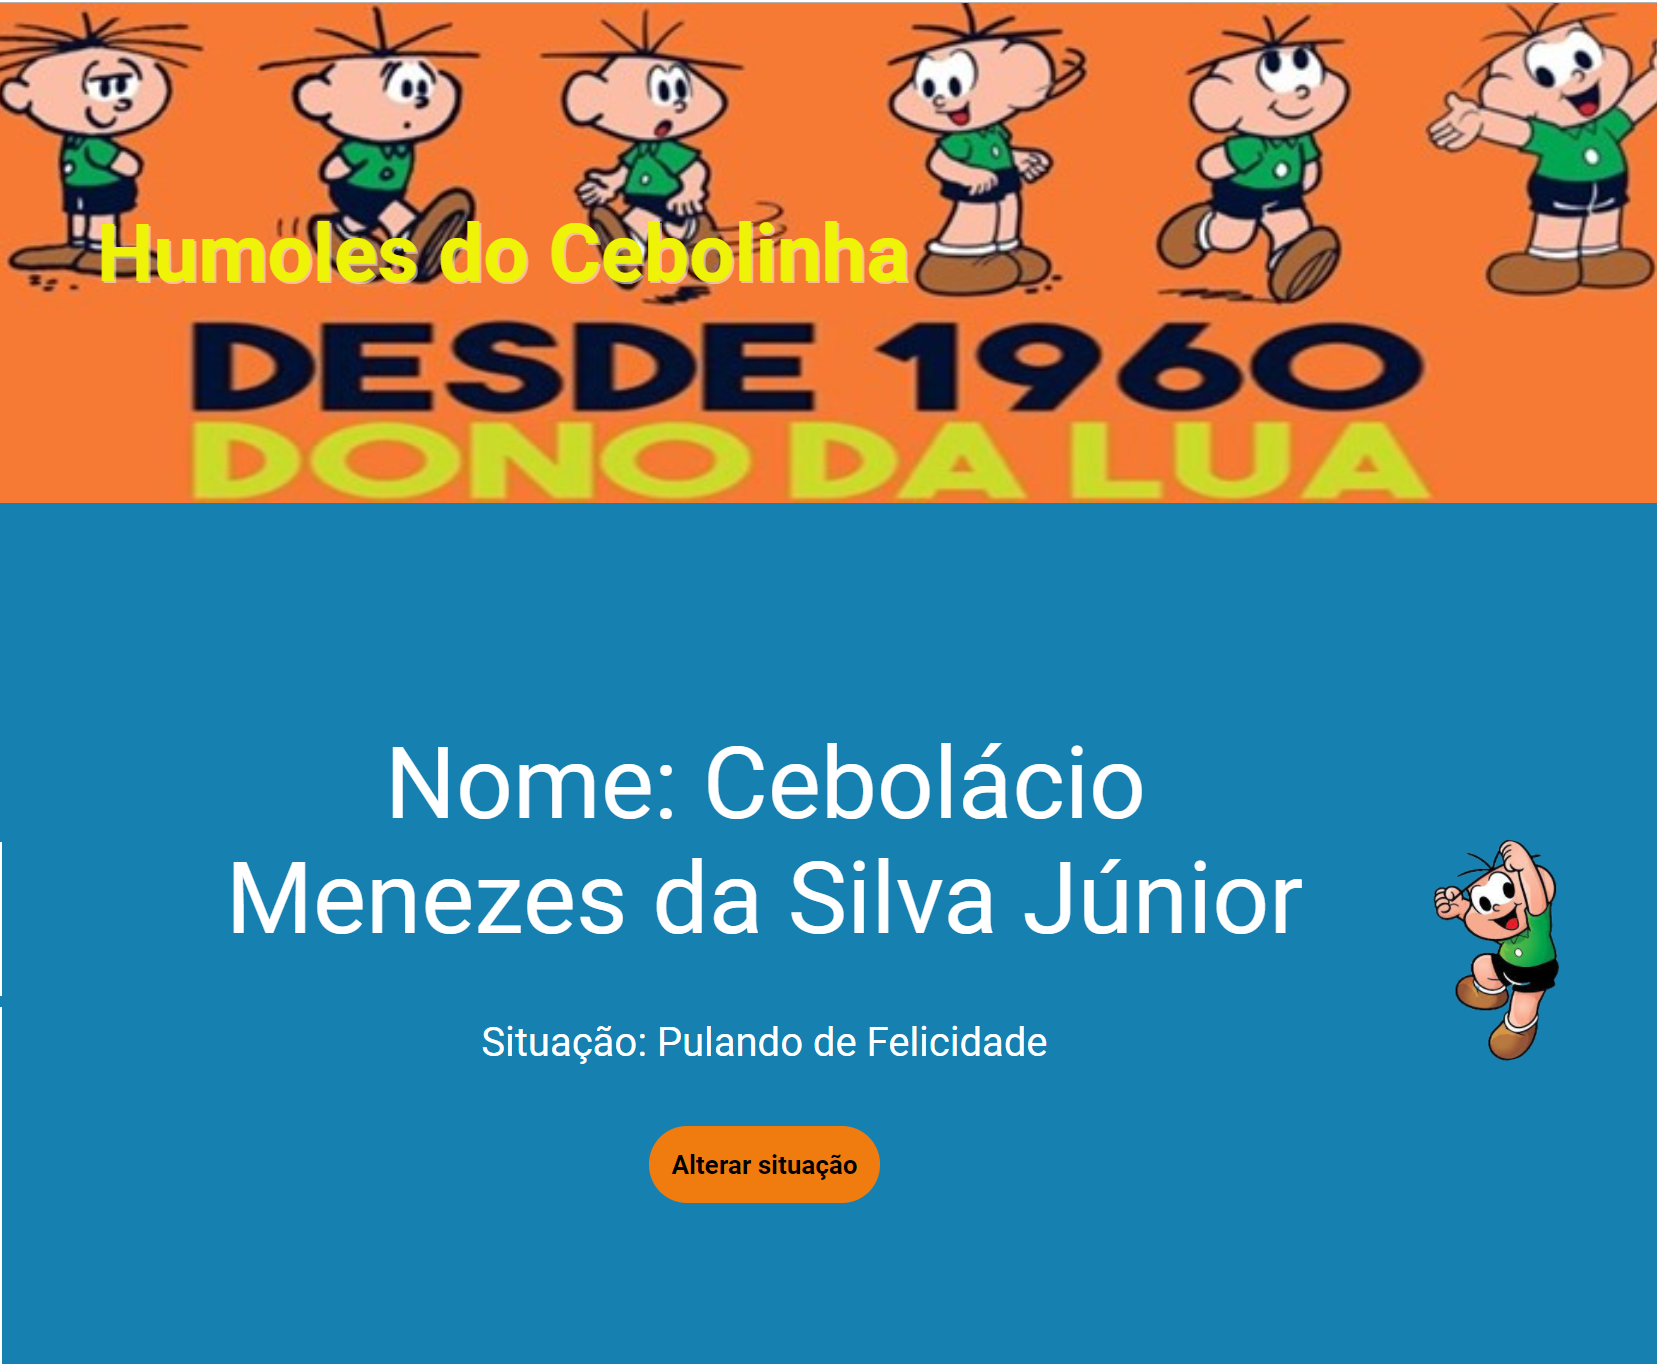 Humoles do Cebolinha
DESDE 1960
DONO DA LUA
Nome: Cebolácio
Menezes da Silva Júnior
Situação: Pulando de Felicidade
Alterar situação